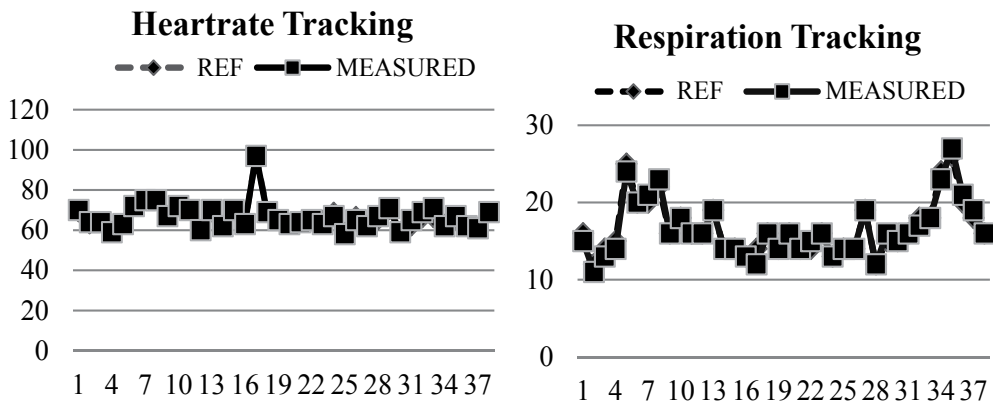 Heartrate Tracking
REF MEASURED
120
100
80
60
40
20
0
1 4 7 10 13 16 19 22 25 28 31 34 37
Respiration Tracking
REF MEASURED
30
20
10
0
1 4 7 10 13 16 19 22 25 28 31 34 37